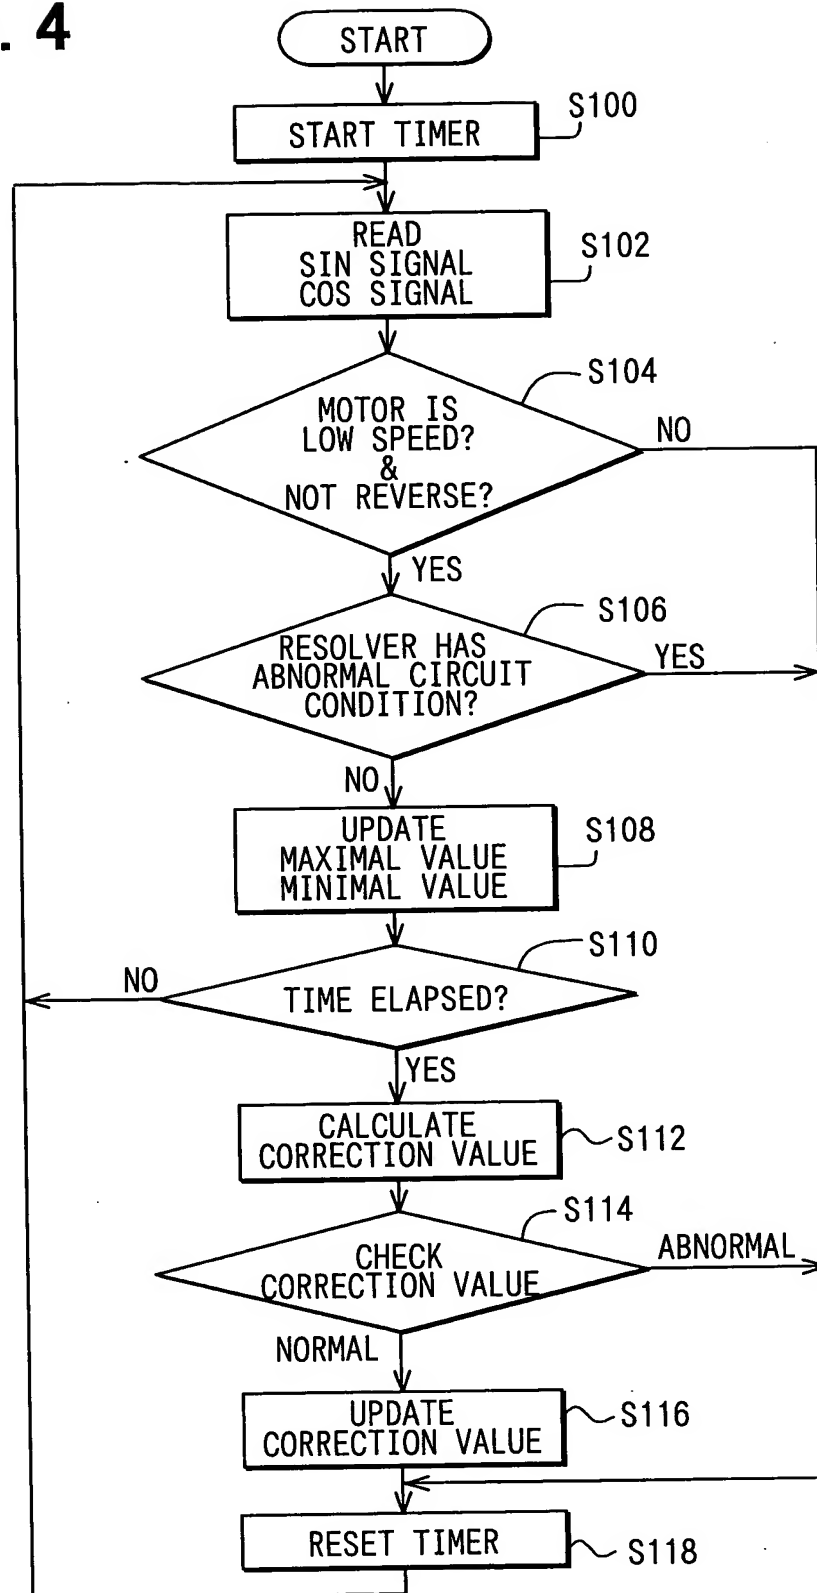 . 4
START
START TIMER
S100
READ
SIN SIGNAL
COS SIGNAL
S102
MOTOR IS
LOW SPEED?
&
NOT REVERSE?
S104
NO
YES
RESOLVER HAS
ABNORMAL CIRCUIT
CONDITION?
S106
YES
NO
UPDATE
MAXIMAL VALUE
MINIMAL VALUE
S108
TIME ELAPSED?
S110
NO
YES
CALCULATE
CORRECTION VALUE
S112
CHECK
CORRECTION VALUE
S114
ABNORMAL
NORMAL
UPDATE
CORRECTION VALUE
S116
RESET TIMER
S118